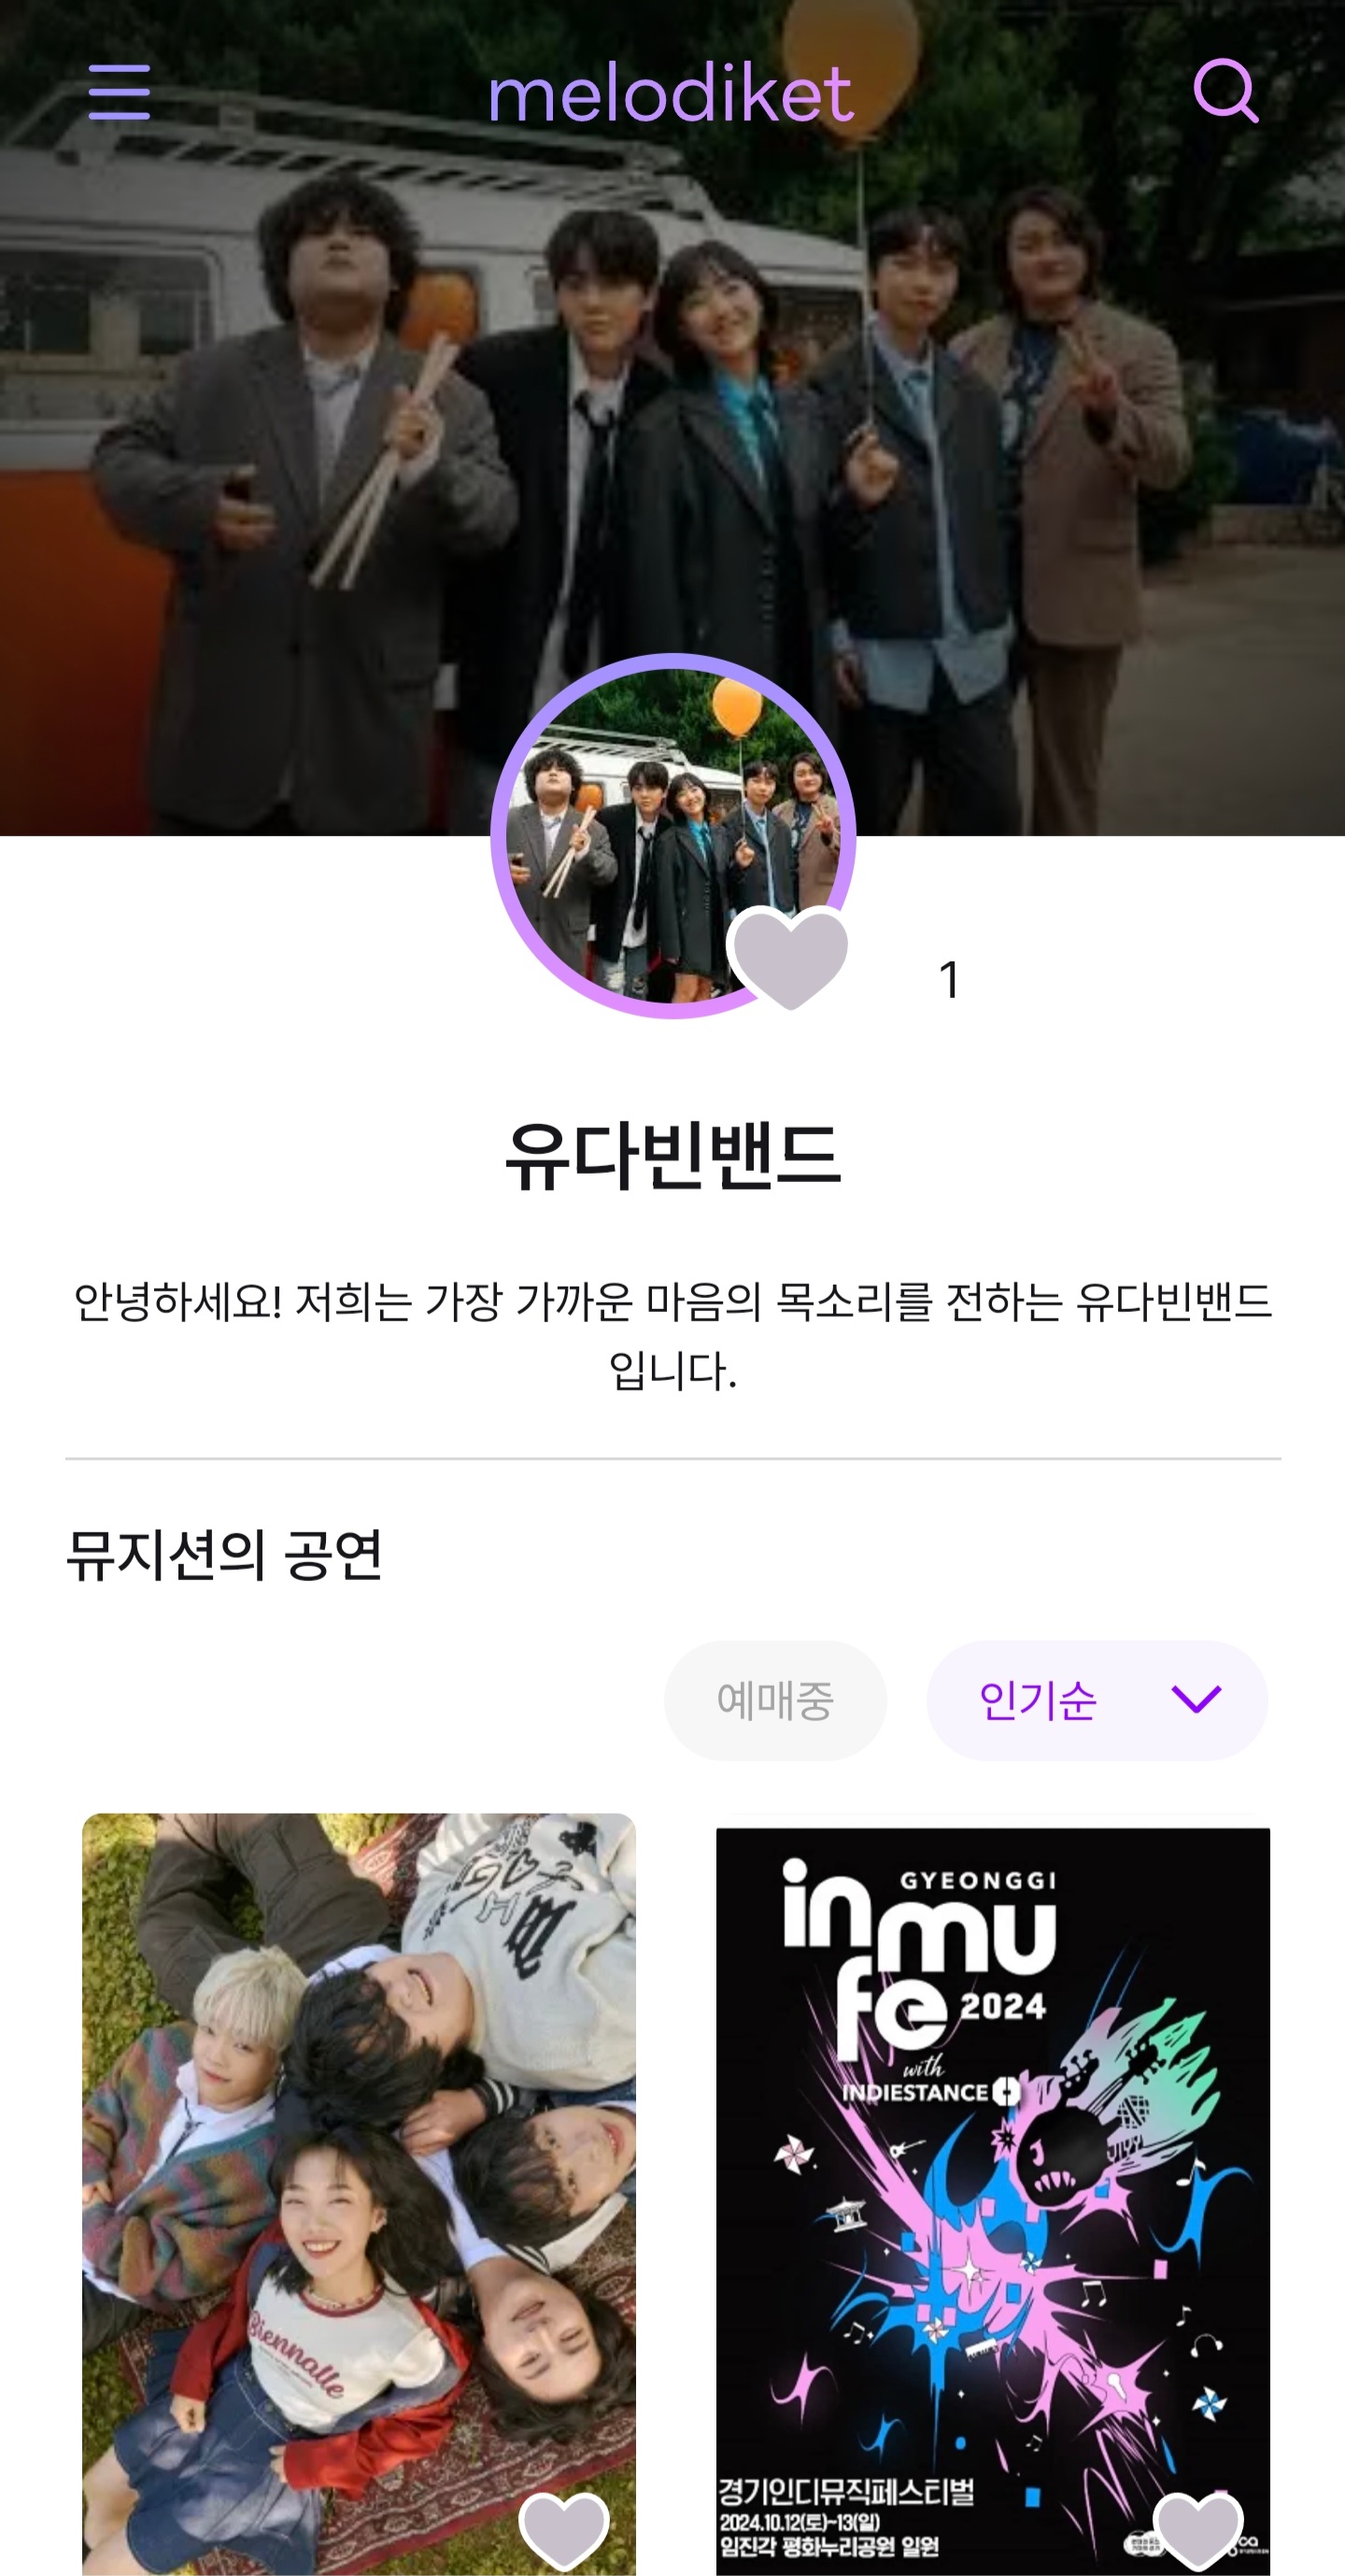 melodiket
1
유다빈밴드
안녕하세요! 저희는 가장 가까운 마음의 목소리를 전하는 유다빈밴드
입니다.
뮤지션의 공연
예매중
인기순
Biennalle
GYEONGGI
in
mu
fe 2024
with
INDIESTANCE
경기인디뮤직페스티벌
2024.10.12(토)~13(일)
임진각 평화누리공원 일원